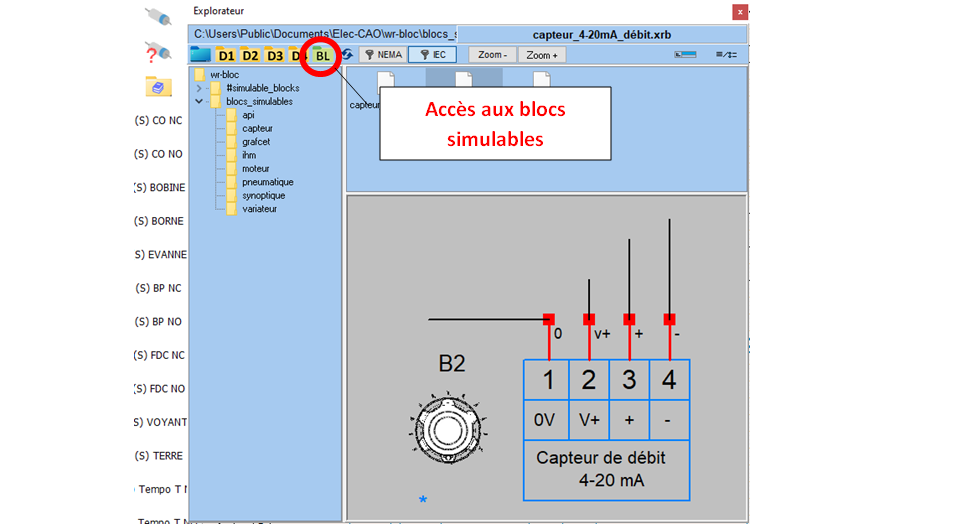 Explorateur
x
C:\Users\Public\Documents\Elec-CAO\wr-bloc\blocs_s
capteur_4-20mA_débit.xrb
D1 D2 D3 BL NEMA IEC Zoom - Zoom +
wr-bloc
#simulable_blocks
blocs_simulables
api
capteur
grafcet
ihm
moteur
pneumatique
synoptique
variateur
capteur
Accès aux blocs
simulables
(S) CO NC
(S) CO NO
(S) BOBINE
(S) BORNE
S) EVANNE
(S) BP NC
(S) BP NO
(S) FDC NC
(S) FDC NO
S) VOYANT
(S) TERRE
Tempo T
Tempo T
0 v+ + -
B2
1 2 3 4
0V V+ + -
Capteur de débit
4-20 mA
*